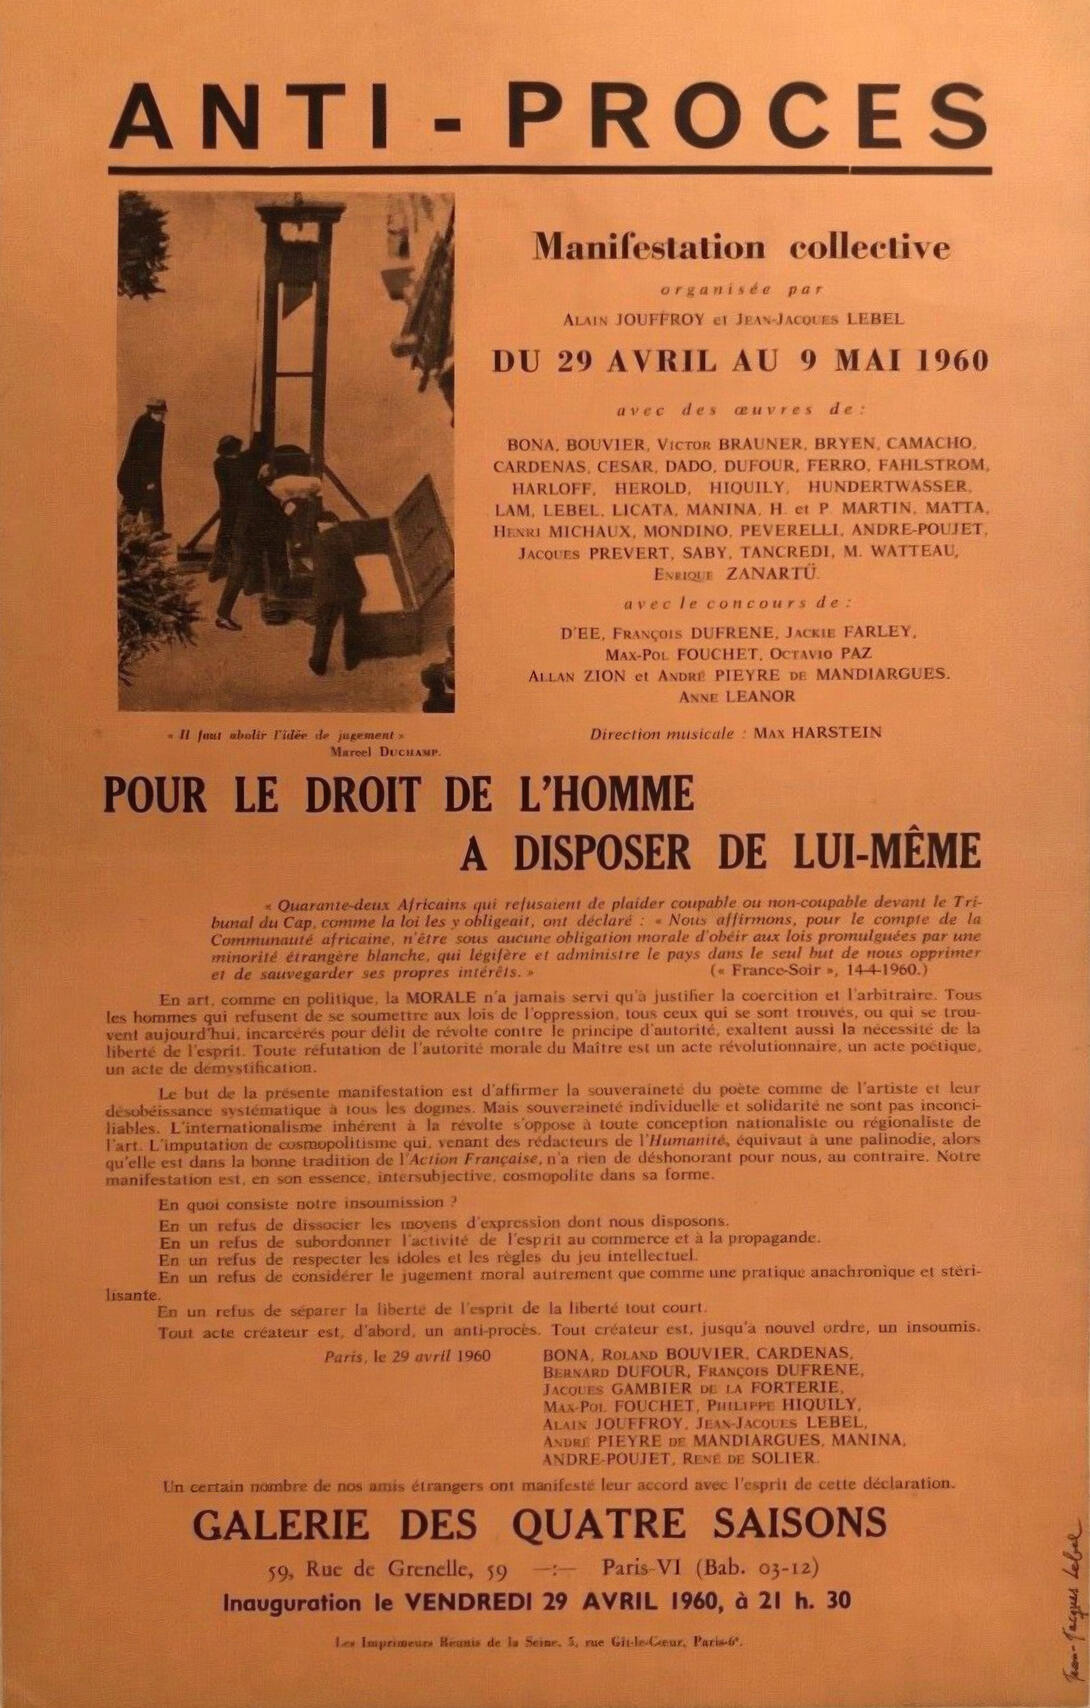 ANTI-PROCES
Manifestation collective
organisée par
ALAIN JOUFFROY et JEAN-JACQUES LEBEL
DU 29 AVRIL AU 9 MAI 1960
avec des œuvres de :
BONA, BOUVIER, VICTOR BRAUNER, BRYEN, CAMACHO,
CARDENAS, CESAR, DADO, DUFOUR, FERRO, FAHLSTROM,
HARLOFF, HEROLD, HIQUILY, HUNDERTWASSER,
LAM, LEBEL, LICATA, MANINA, H. et P. MARTIN, MATTA,
HENRI MICHAUX, MONDINO, PEVERELLI, ANDRE-POUJET,
JACQUES PREVERT, SABY, TANCREDI, M. WATTEAU,
ENRIQUE ZANARTÜ.
avec le concours de :
D'EE, FRANÇOIS DUFRENE, JACKIE FARLEY,
MAX-POL FOUCHET, OCTAVIO PAZ
ALLAN ZION et ANDRÉ PIEYRE DE MANDIARGUES.
ANNE LEANOR
Direction musicale : MAX HARSTEIN
« Il faut abolir l'idée de jugement »
Marcel DUCHAMP.
POUR LE DROIT DE L'HOMME
A DISPOSER DE LUI-MÊME
« Quarante-deux Africains qui refusaient de plaider coupable ou non-coupable devant le Tri-
bunal du Cap, comme la loi les y obligeait, ont déclaré : « Nous affirmons, pour le compte de la
Communauté africaine, n'être sous aucune obligation morale d'obéir aux lois promulguées par une
minorité étrangère blanche, qui légifère et administre le pays dans le seul but de nous opprimer
et de sauvegarder ses propres intérêts. » (« France-Soir », 14-4-1960.)
En art, comme en politique, la MORALE n'a jamais servi qu'à justifier la coercition et l'arbitraire. Tous
les hommes qui refusent de se soumettre aux lois de l'oppression, tous ceux qui se sont trouvés, ou qui se trou-
vent aujourd'hui, incarcérés pour délit de révolte contre le principe d'autorité, exaltent aussi la nécessité de la
liberté de l'esprit. Toute réfutation de l'autorité morale du Maître est un acte révolutionnaire, un acte poétique,
un acte de démystification.
Le but de la présente manifestation est d'affirmer la souveraineté du poète comme de l'artiste et leur
désobéissance systématique à tous les dogmes. Mais souveraineté individuelle et solidarité ne sont pas inconci-
liables. L'internationalisme inhérent à la révolte s'oppose à toute conception nationaliste ou régionaliste de
l'art. L'imputation de cosmopolitisme qui, venant des rédacteurs de l'Humanité, équivaut à une palinodie, alors
qu'elle est dans la bonne tradition de l'Action Française, n'a rien de déshonorant pour nous, au contraire. Notre
manifestation est, en son essence, intersubjective, cosmopolite dans sa forme.
En quoi consiste notre insoumission ?
En un refus de dissocier les moyens d'expression dont nous disposons.
En un refus de subordonner l'activité de l'esprit au commerce et à la propagande.
En un refus de respecter les idoles et les règles du jeu intellectuel.
En un refus de considérer le jugement moral autrement que comme une pratique anachronique et stéri-
lisante.
En un refus de séparer la liberté de l'esprit de la liberté tout court.
Tout acte créateur est, d'abord, un anti-procès. Tout créateur est, jusqu'à nouvel ordre, un insoumis.
Paris, le 29 avril 1960
BONA, ROLAND BOUVIER, CARDENAS,
BERNARD DUFOUR, FRANÇOIS DUFRENE,
JACQUES GAMBIER DE LA FORTERIE,
MAX-POL FOUCHET, PHILIPPE HIQUILY,
ALAIN JOUFFROY, JEAN-JACQUES LEBEL,
ANDRÉ PIEYRE DE MANDIARGUES, MANINA,
ANDRE-POUJET, RENÉ DE SOLIER.
Un certain nombre de nos amis étrangers ont manifesté leur accord avec l'esprit de cette déclaration.
GALERIE DES QUATRE SAISONS
59, Rue de Grenelle, 59 —:— Paris-VI (Bab. 03-12)
Inauguration le VENDREDI 29 AVRIL 1960, à 21 h. 30
Les Imprimeurs Réunis de la Seine, 5, rue Gît-le-Cœur, Paris-6e.
Jean-Jacques Lebel